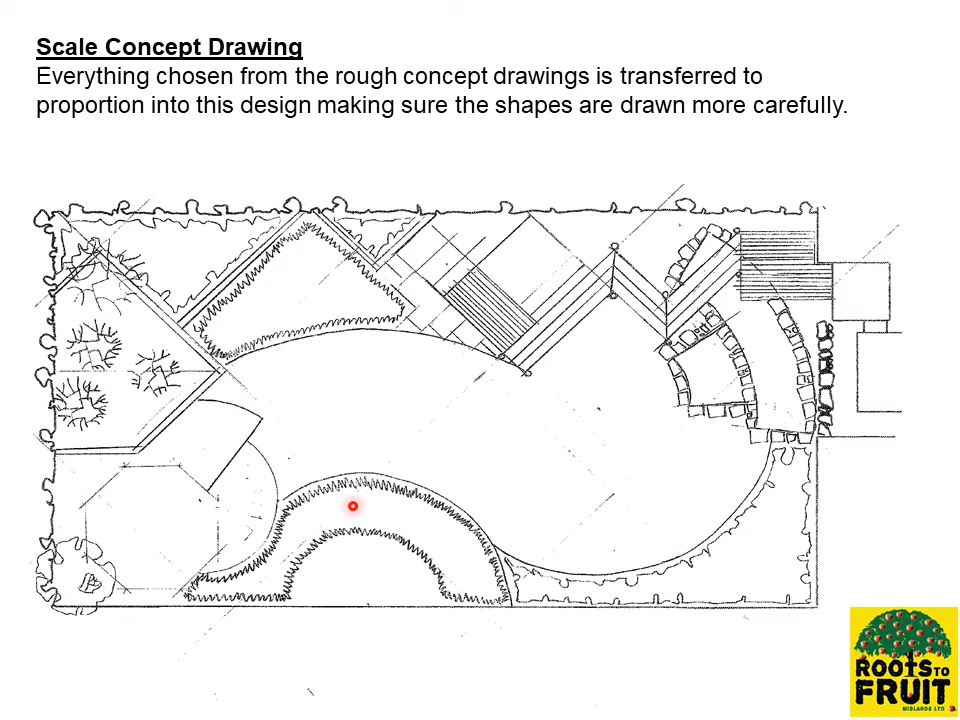 Scale Concept Drawing
Everything chosen from the rough concept drawings is transferred to
proportion into this design making sure the shapes are drawn more carefully.
ROOTS TO
FRUIT
MIDLANDS LTD